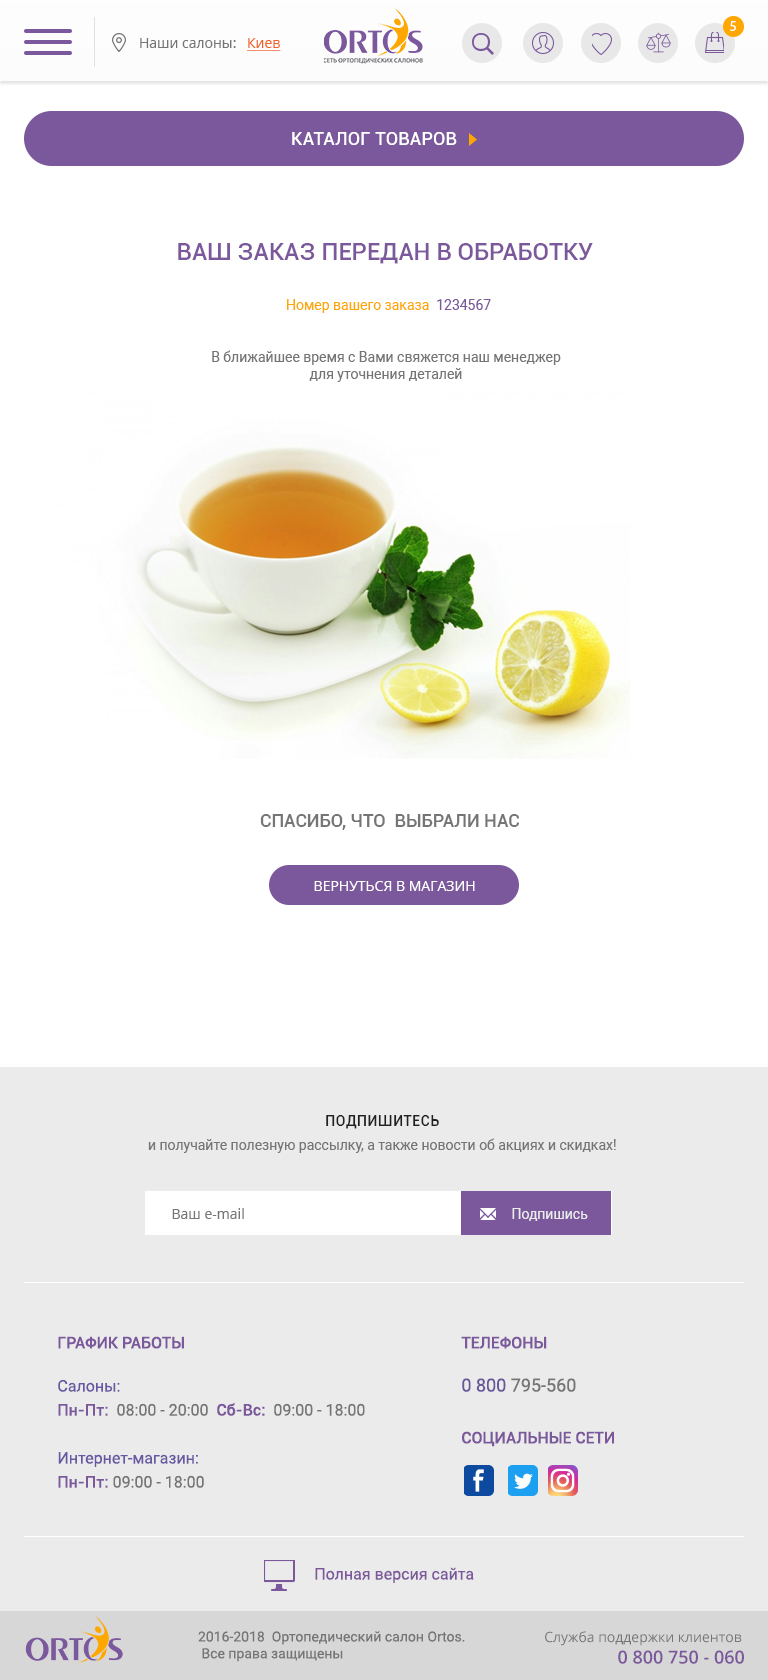 Наши салоны: Киев
ORTOS
СЕТЬ ОРТОПЕДИЧЕСКИХ САЛОНОВ
5
КАТАЛОГ ТОВАРОВ
ВАШ ЗАКАЗ ПЕРЕДАН В ОБРАБОТКУ
Номер вашего заказа 1234567
В ближайшее время с Вами свяжется наш менеджер
для уточнения деталей
СПАСИБО, ЧТО ВЫБРАЛИ НАС
ВЕРНУТЬСЯ В МАГАЗИН
ПОДПИШИТЕСЬ
и получайте полезную рассылку, а также новости об акциях и скидках!
Ваш e-mail
Подпишись
ГРАФИК РАБОТЫ
Салоны:
Пн-Пт: 08:00 - 20:00 Сб-Вс: 09:00 - 18:00
Интернет-магазин:
Пн-Пт: 09:00 - 18:00
ТЕЛЕФОНЫ
0 800 795-560
СОЦИАЛЬНЫЕ СЕТИ
Полная версия сайта
ORTOS
2016-2018 Ортопедический салон Ortos.
Все права защищены
Служба поддержки клиентов
0 800 750 - 060